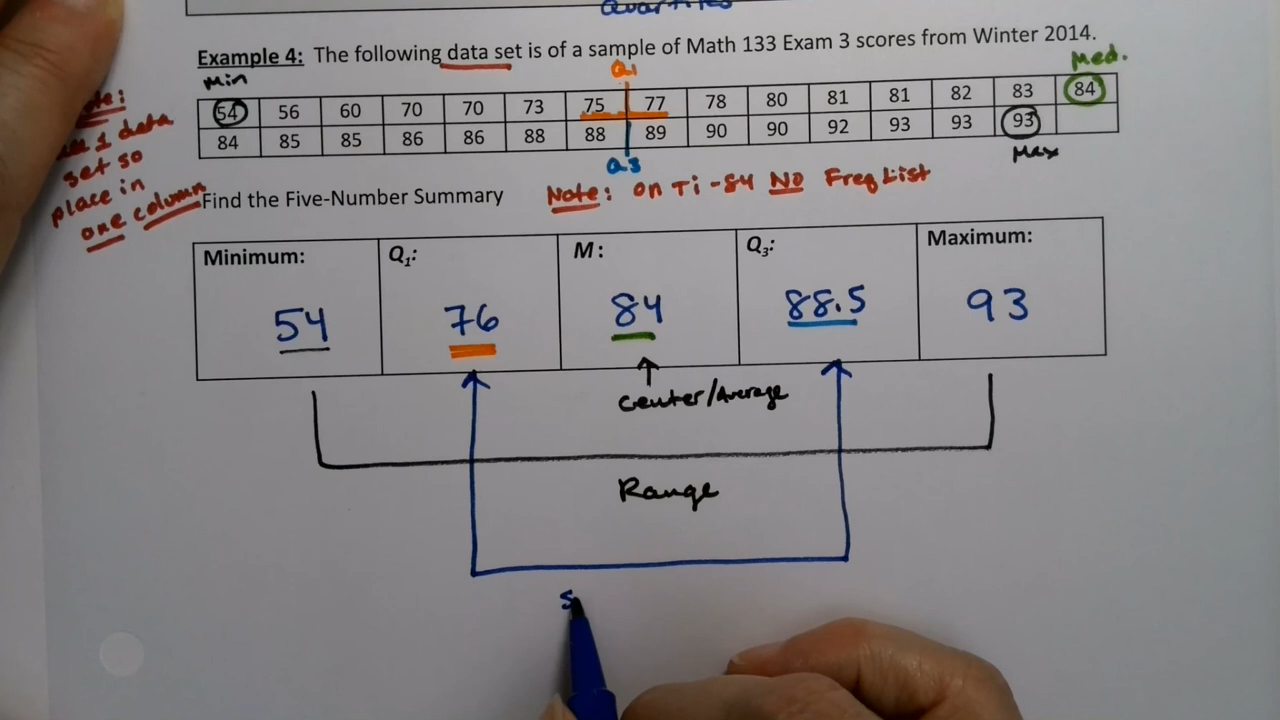 Quartiles
Example 4: The following data set is of a sample of Math 133 Exam 3 scores from Winter 2014.
Min Q1 Med.
54 56 60 70 70 73 75 77 78 80 81 81 82 83 84
84 85 85 86 86 88 88 89 90 90 92 93 93 93
Q3 Max
1 data
set so
place in
one column
Find the Five-Number Summary
Note: on Ti-84 NO Freq List
Minimum: Q1: M: Q3: Maximum:
54 76 84 88.5 93
Center/Average
Range
S